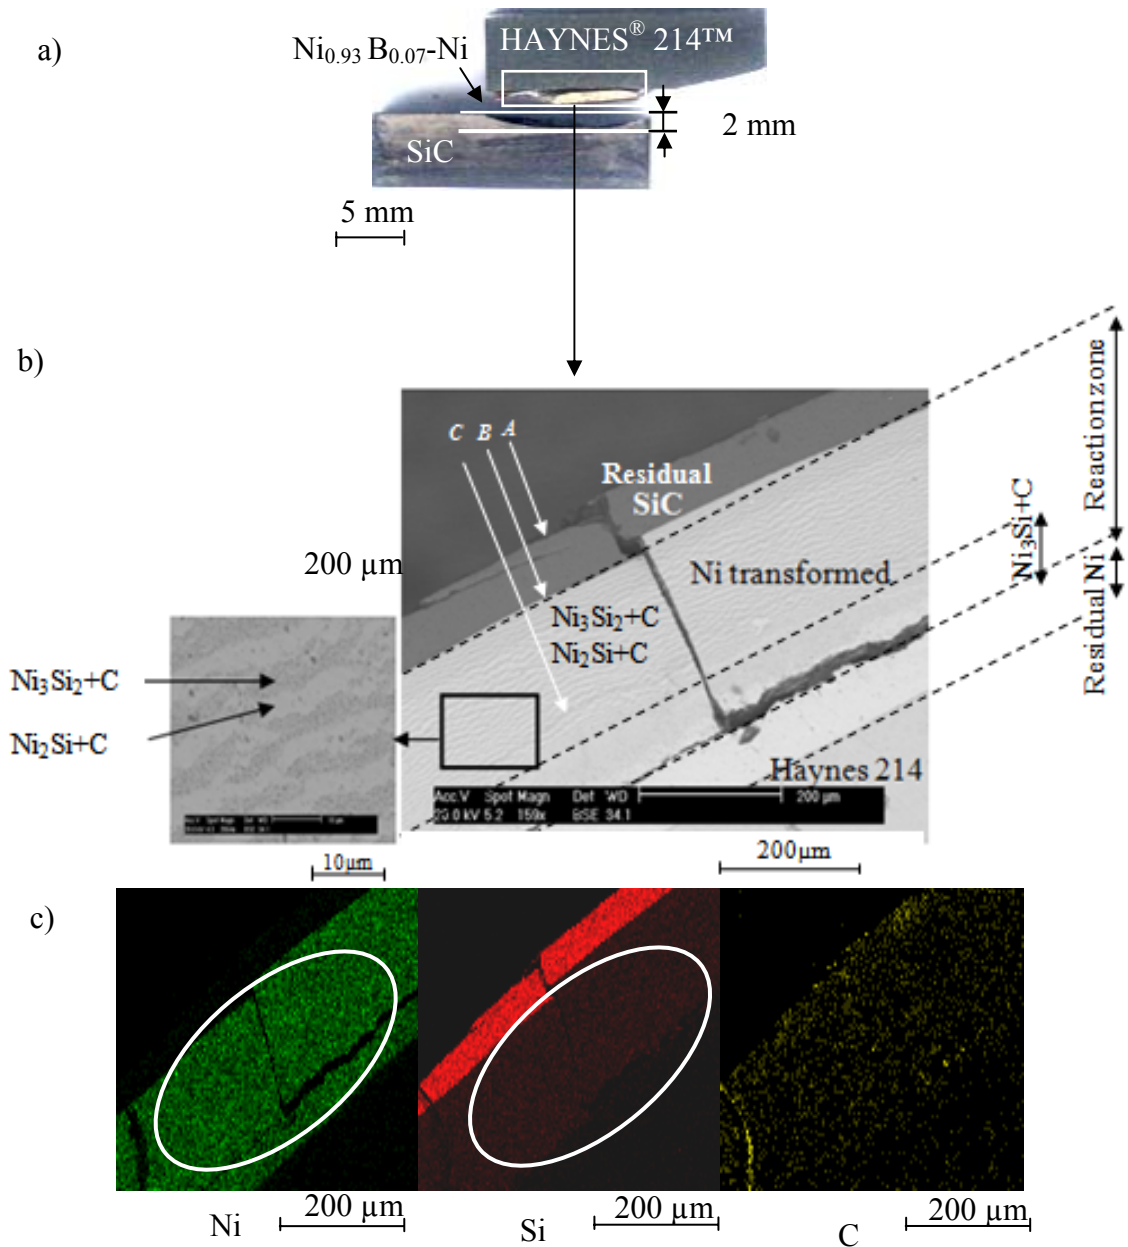 a)
Ni0.93 B0.07-Ni
HAYNES® 214™
2 mm
SiC
5 mm
b)
C B A
Residual
SiC
200 µm
Ni transformed
Ni3Si2+C
Ni2Si+C
Reaction zone
Ni3Si+C
Residual Ni
Ni3Si2+C
Ni2Si+C
Haynes 214
Acc.V Spot Magn Det WD 200 µm
20.0 kV 5.2 159x BSE 34.1
10µm
200µm
c)
200 µm
Ni
200 µm
Si
200 µm
C